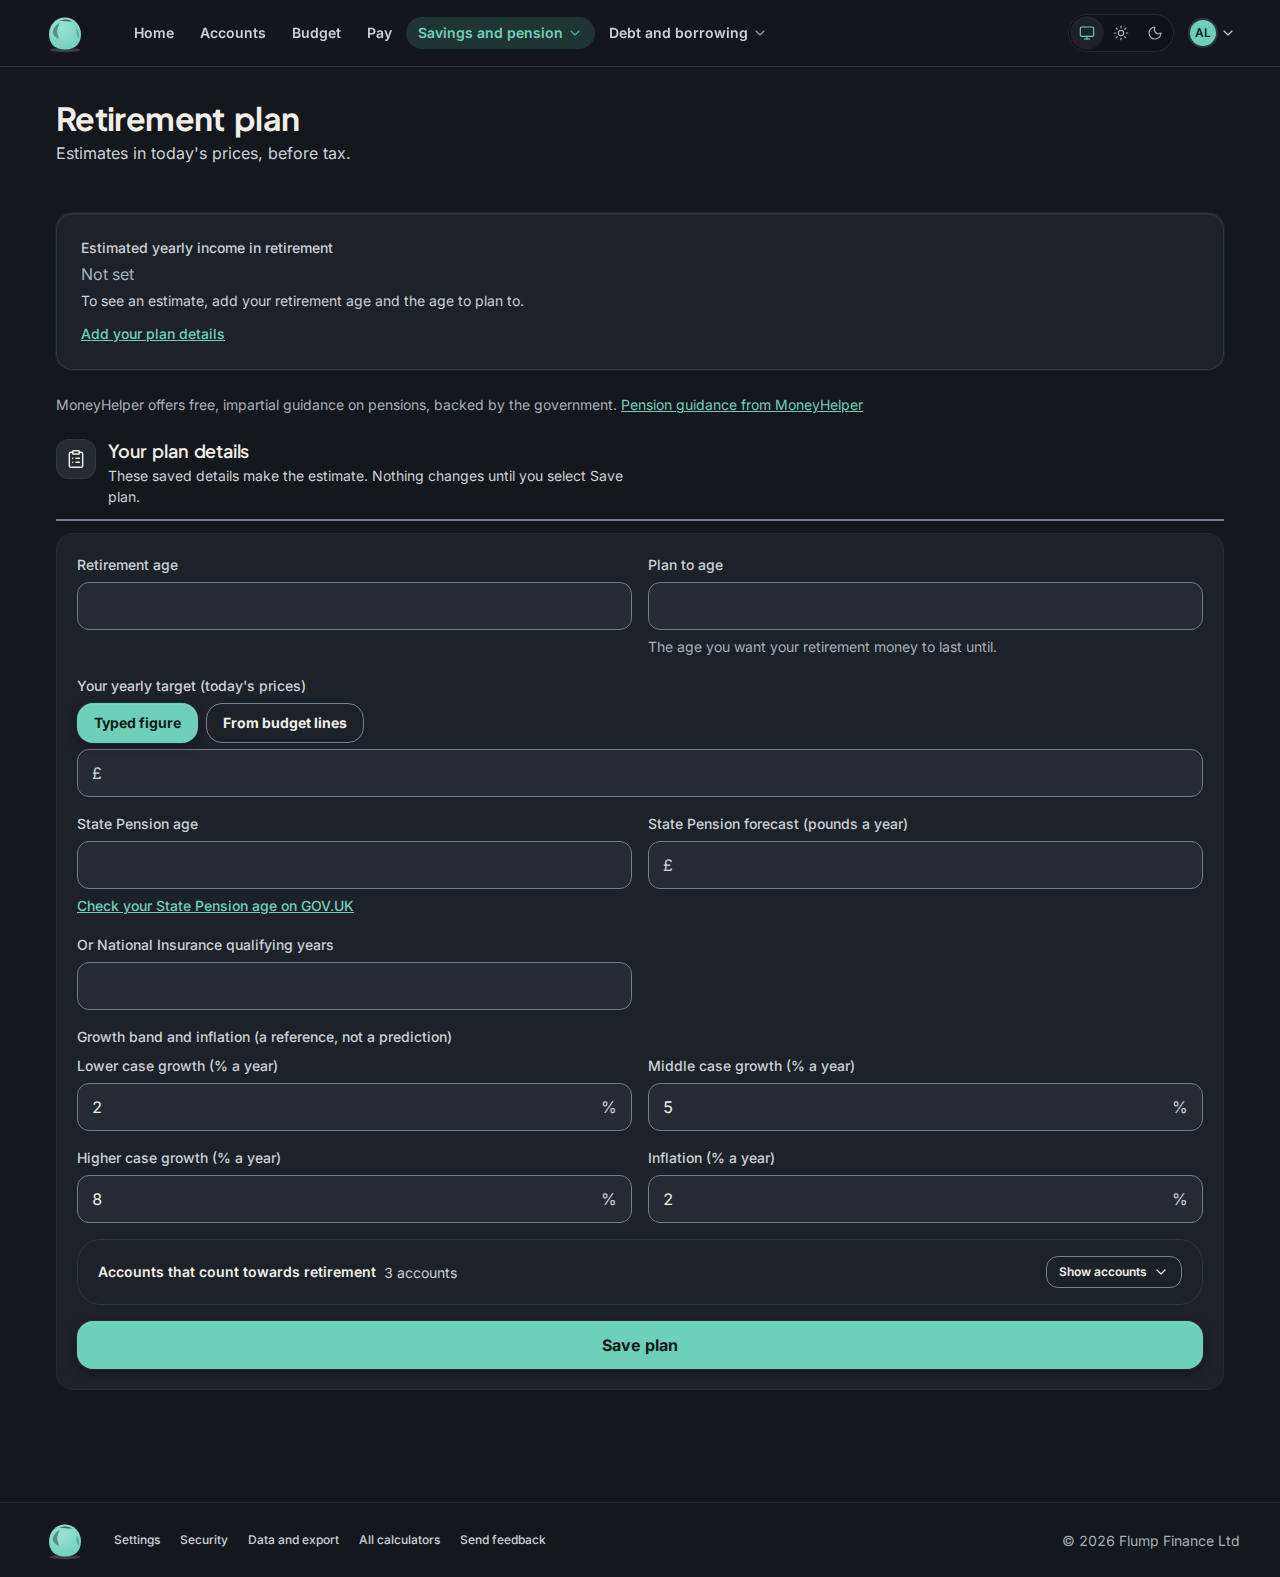 Home
Accounts
Budget
Pay
Savings and pension
Debt and borrowing
AL
Retirement plan
Estimates in today's prices, before tax.
Estimated yearly income in retirement
Not set
To see an estimate, add your retirement age and the age to plan to.
Add your plan details
MoneyHelper offers free, impartial guidance on pensions, backed by the government. Pension guidance from MoneyHelper
Your plan details
These saved details make the estimate. Nothing changes until you select Save
plan.
Retirement age
Plan to age
The age you want your retirement money to last until.
Your yearly target (today's prices)
Typed figure
From budget lines
£
State Pension age
State Pension forecast (pounds a year)
£
Check your State Pension age on GOV.UK
Or National Insurance qualifying years
Growth band and inflation (a reference, not a prediction)
Lower case growth (% a year)
Middle case growth (% a year)
2 %
5 %
Higher case growth (% a year)
Inflation (% a year)
8 %
2 %
Accounts that count towards retirement 3 accounts
Show accounts
Save plan
Settings
Security
Data and export
All calculators
Send feedback
© 2026 Flump Finance Ltd